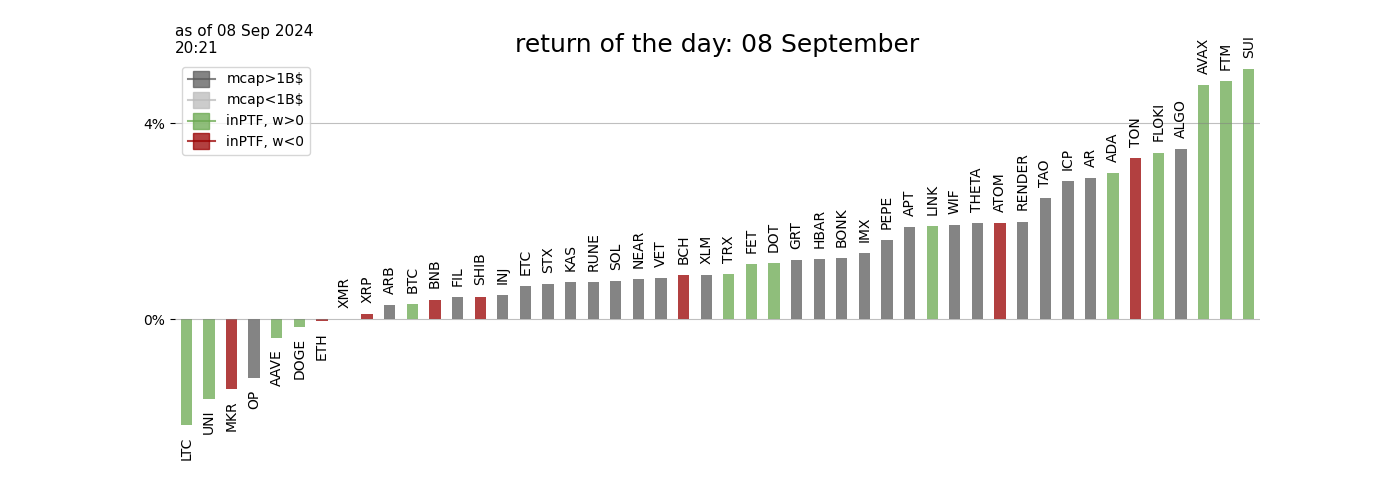 as of 08 Sep 2024
20:21
return of the day: 08 September
mcap>1B$
mcap<1B$
inPTF, w>0
inPTF, w<0
4%
0%
LTC
UNI
MKR
OP
AAVE
DOGE
ETH
XMR
XRP
ARB
BTC
BNB
FIL
SHIB
INJ
ETC
STX
KAS
RUNE
SOL
NEAR
VET
BCH
XLM
TRX
FET
DOT
GRT
HBAR
BONK
IMX
PEPE
APT
LINK
WIF
THETA
ATOM
RENDER
TAO
ICP
AR
ADA
TON
FLOKI
ALGO
AVAX
FTM
SUI